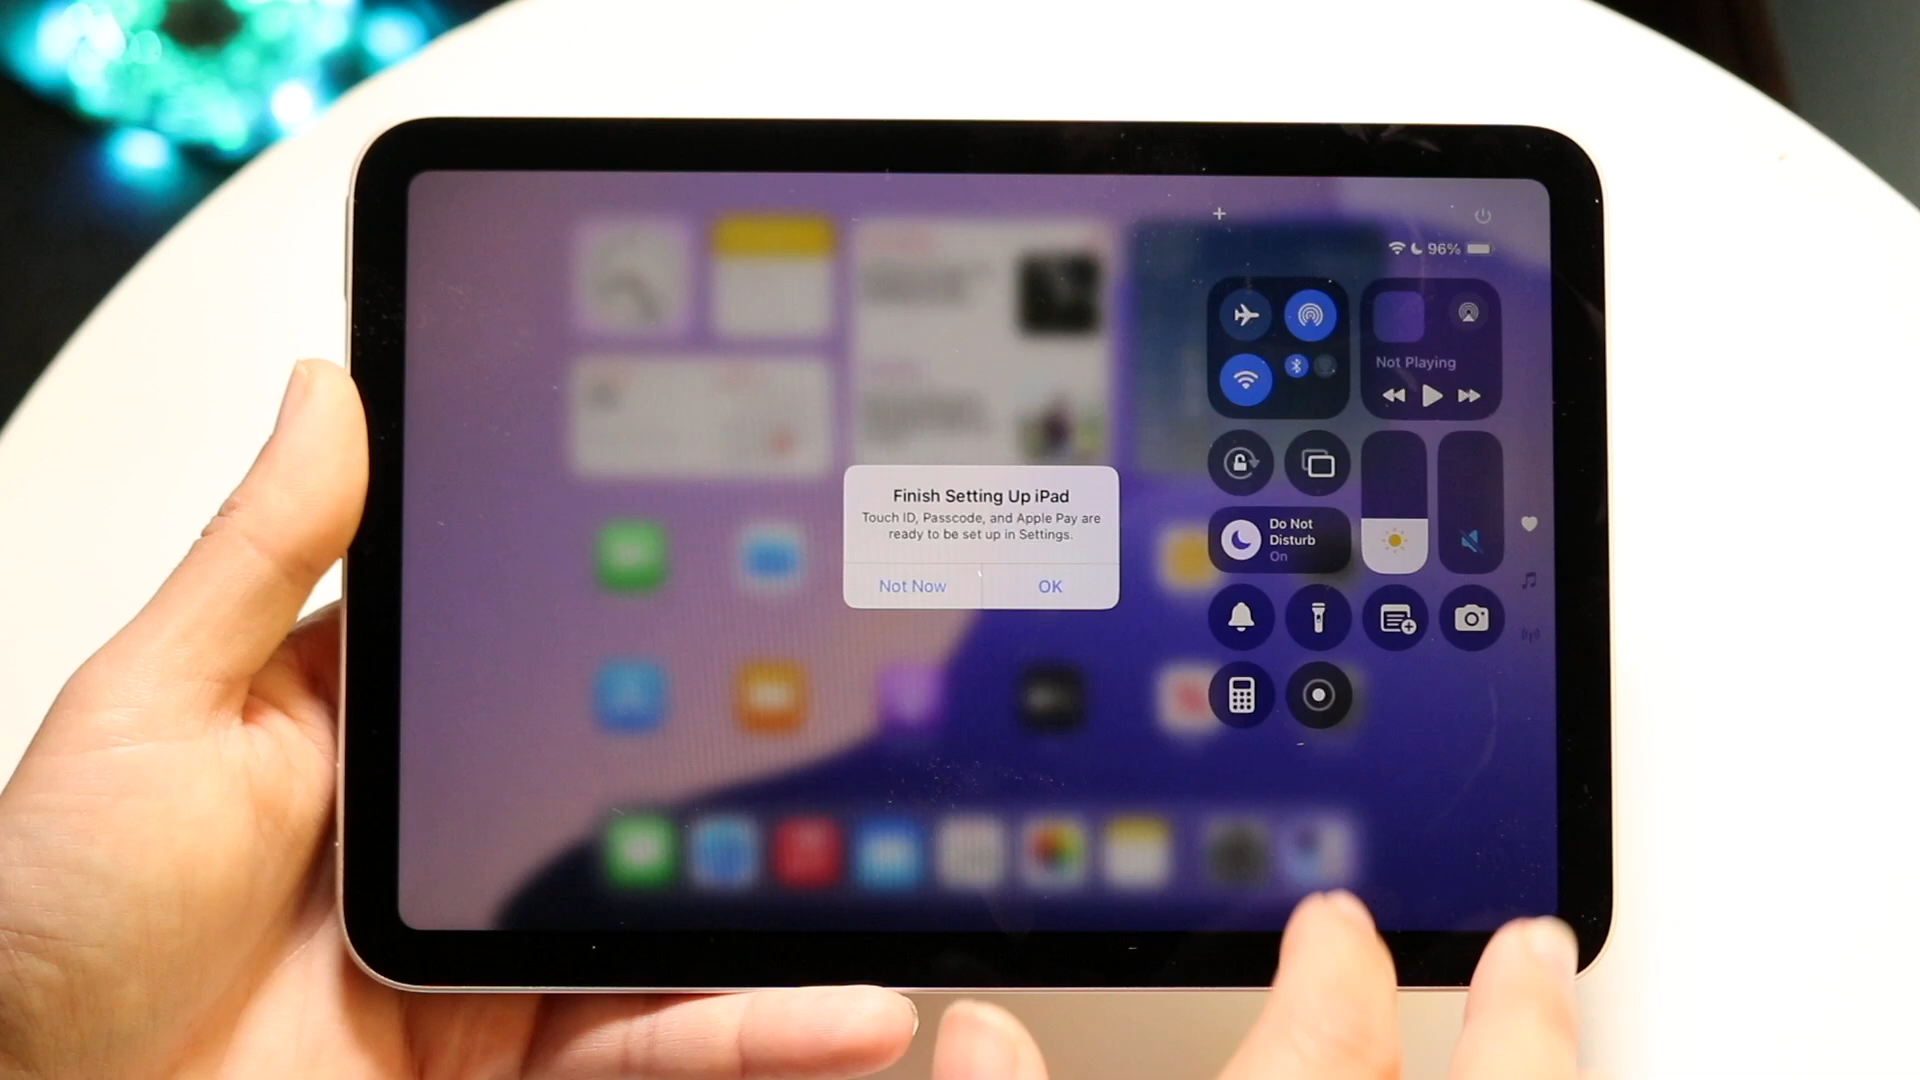 96%
Not Playing
Finish Setting Up iPad
Touch ID, Passcode, and Apple Pay are
ready to be set up in Settings.
Not Now
OK
Do Not
Disturb
On